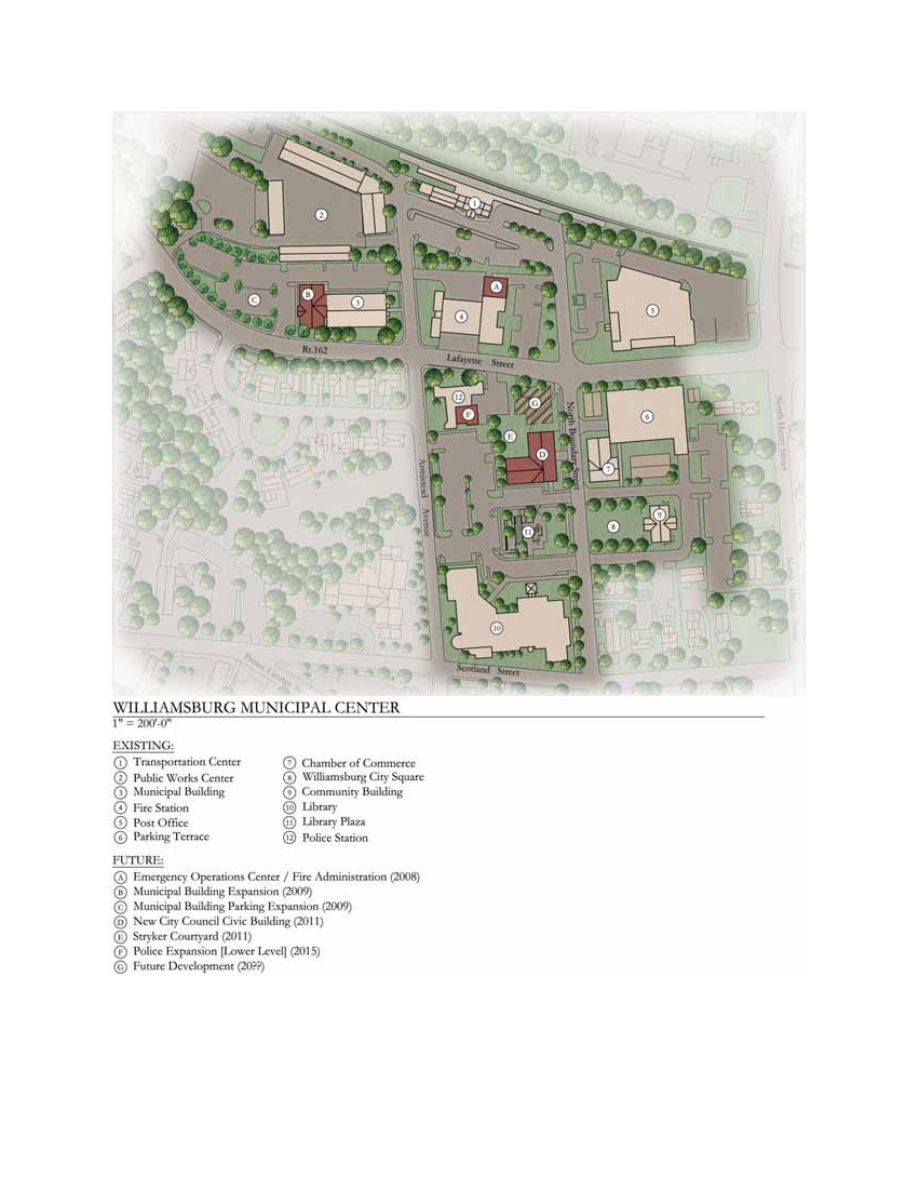 1
2
A
B
C
3
4
5
Rt.162
Lafayette Street
12
F
G
E
D
6
7
North Boundary Street
North Henry Street
Armistead Avenue
11
8
9
10
Scotland Street
WILLIAMSBURG MUNICIPAL CENTER
1" = 200'-0"
EXISTING:
1 Transportation Center
2 Public Works Center
3 Municipal Building
4 Fire Station
5 Post Office
6 Parking Terrace
7 Chamber of Commerce
8 Williamsburg City Square
9 Community Building
10 Library
11 Library Plaza
12 Police Station
FUTURE:
A Emergency Operations Center / Fire Administration (2008)
B Municipal Building Expansion (2009)
C Municipal Building Parking Expansion (2009)
D New City Council Civic Building (2011)
E Stryker Courtyard (2011)
F Police Expansion [Lower Level] (2015)
G Future Development (20??)